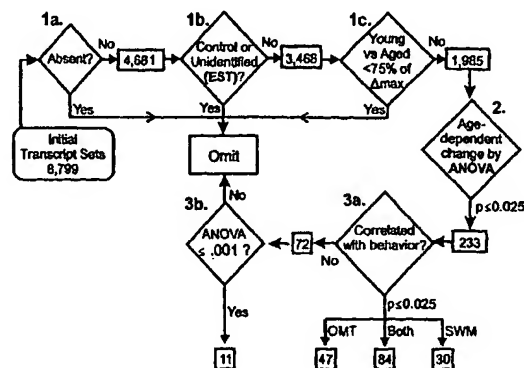 1a.
Absent?
No
4,681
1b.
Control or
Unidentified
(EST)?
No
3,468
1c.
Young
vs Aged
<75% of
Δmax
No
1,985
Yes
Yes
Yes
Initial
Transcript Sets
8,799
Omit
2.
Age-
dependent
change by
ANOVA
p≤0.025
233
3a.
Correlated
with behavior?
No
72
3b.
ANOVA
≤ .001 ?
No
Yes
11
p≤0.025
OMT
Both
SWM
47
84
30